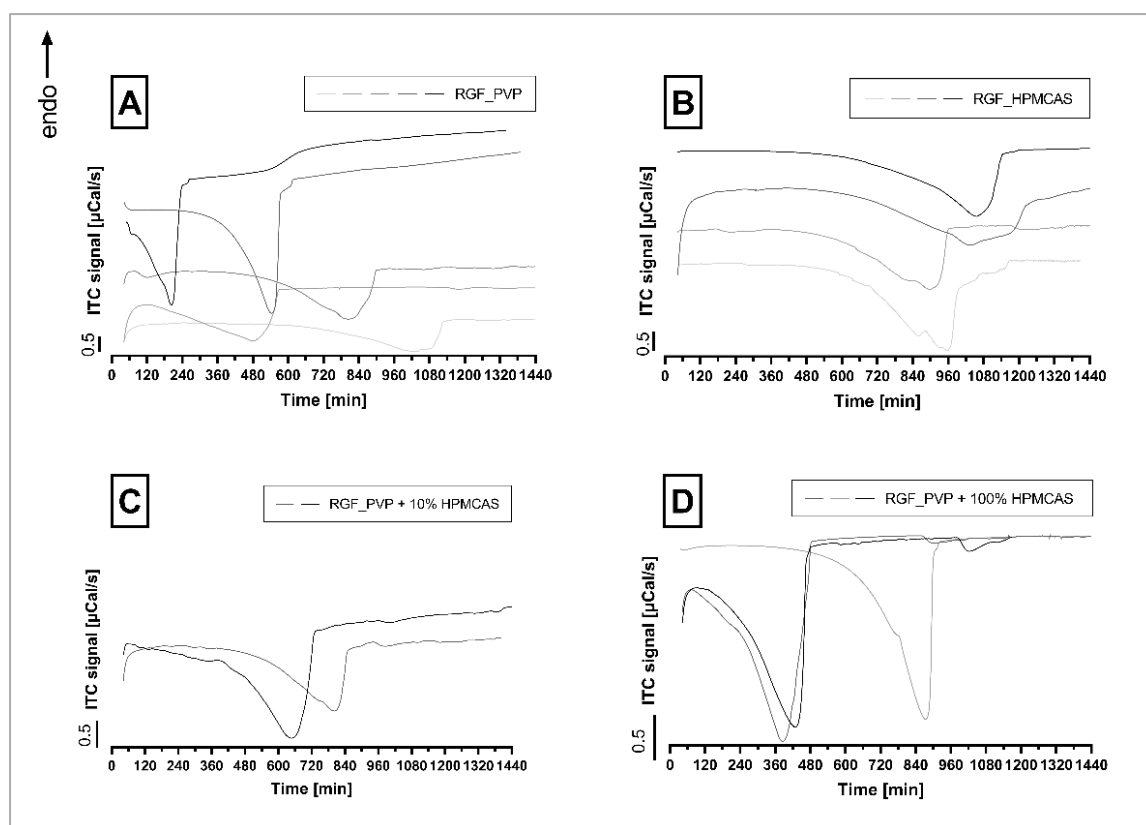 endo
A
RGF_PVP
ITC signal [µCal/s]
0.5
0 120 240 360 480 600 720 840 960 1080 1200 1320 1440
Time [min]
B
RGF_HPMCAS
ITC signal [µCal/s]
0.5
0 120 240 360 480 600 720 840 960 1080 1200 1320 1440
Time [min]
C
RGF_PVP + 10% HPMCAS
ITC signal [µCal/s]
0.5
0 120 240 360 480 600 720 840 960 1080 1200 1320 1440
Time [min]
D
RGF_PVP + 100% HPMCAS
ITC signal [µCal/s]
0.5
0 120 240 360 480 600 720 840 960 1080 1200 1320 1440
Time [min]